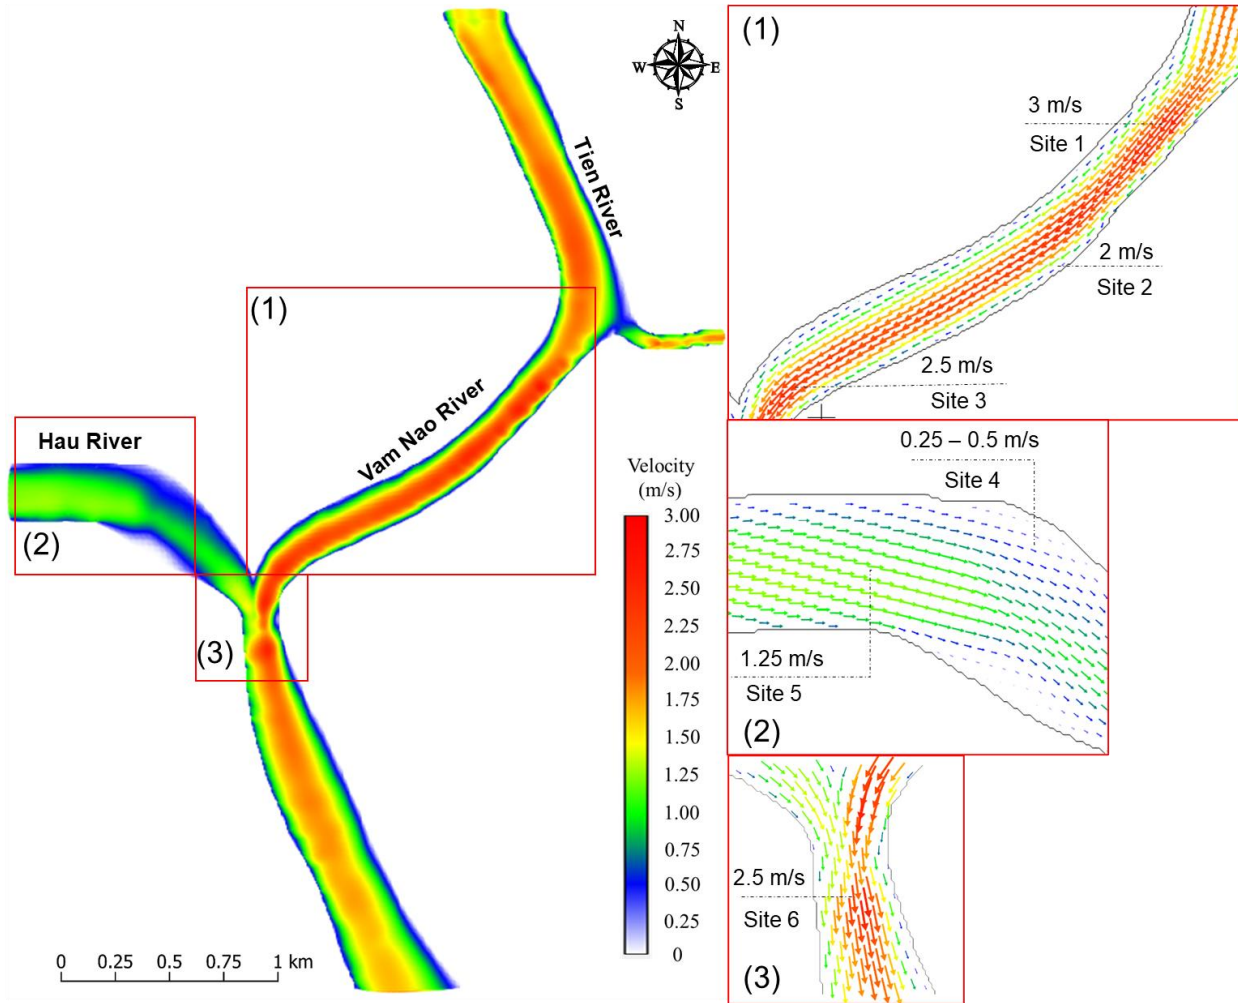 N
W
E
S
Tien River
(1)
Vam Nao River
Hau River
(2)
(3)
Velocity
(m/s)
3.00
2.75
2.50
2.25
2.00
1.75
1.50
1.25
1.00
0.75
0.50
0.25
0
0 0.25 0.5 0.75 1 km
(1)
3 m/s
Site 1
2 m/s
Site 2
2.5 m/s
Site 3
0.25 – 0.5 m/s
Site 4
1.25 m/s
Site 5
(2)
2.5 m/s
Site 6
(3)